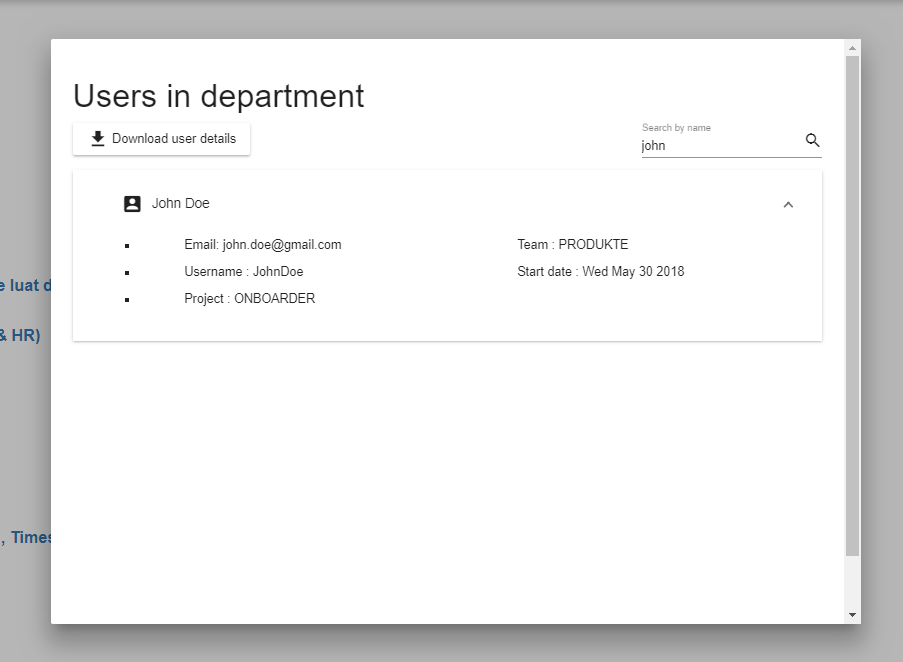 Users in department
Download user details
Search by name
john
John Doe
Email: john.doe@gmail.com
Team : PRODUKTE
Username : JohnDoe
Start date : Wed May 30 2018
Project : ONBOARDER
e luat d
& HR)
, Times